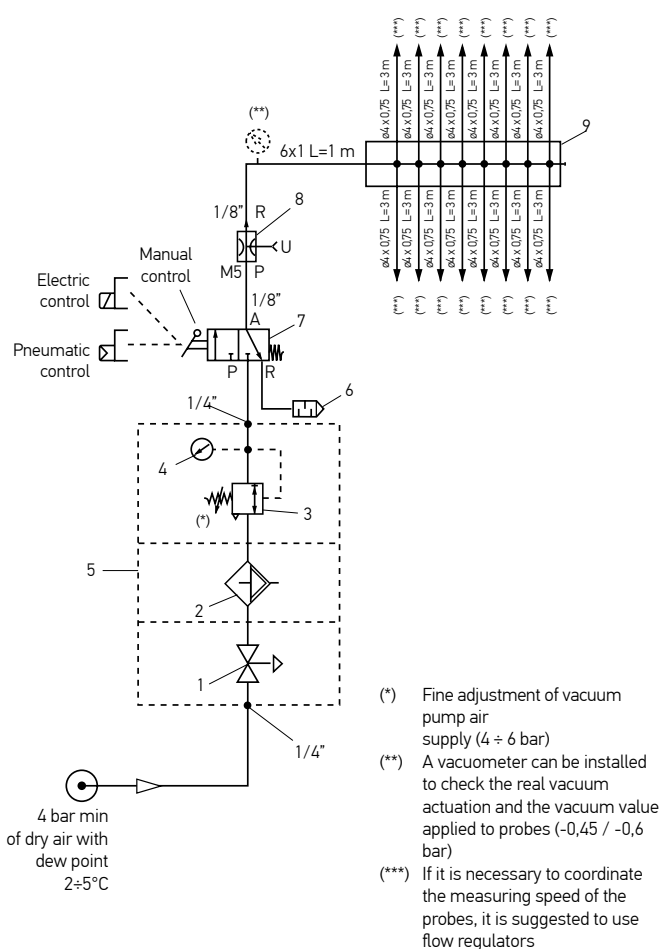 (***) (***) (***) (***) (***) (***) (***) (***)
ø4 x 0,75 L= 3 m ø4 x 0,75 L= 3 m ø4 x 0,75 L= 3 m ø4 x 0,75 L= 3 m ø4 x 0,75 L= 3 m ø4 x 0,75 L= 3 m ø4 x 0,75 L= 3 m ø4 x 0,75 L= 3 m
9
(**)
6x1 L=1 m
ø4 x 0,75 L= 3 m ø4 x 0,75 L= 3 m ø4 x 0,75 L= 3 m ø4 x 0,75 L= 3 m ø4 x 0,75 L= 3 m ø4 x 0,75 L= 3 m ø4 x 0,75 L= 3 m ø4 x 0,75 L= 3 m
(***) (***) (***) (***) (***) (***) (***) (***)
8
1/8” R
U
M5 P
Manual
control
Electric
control
1/8”
A
7
Pneumatic
control
P R
6
1/4”
4
3
(*)
5
2
1
1/4”
4 bar min
of dry air with
dew point
2÷5°C
(*) Fine adjustment of vacuum
pump air
supply (4 ÷ 6 bar)
(**) A vacuometer can be installed
to check the real vacuum
actuation and the vacuum value
applied to probes (-0,45 / -0,6
bar)
(***) If it is necessary to coordinate
the measuring speed of the
probes, it is suggested to use
flow regulators